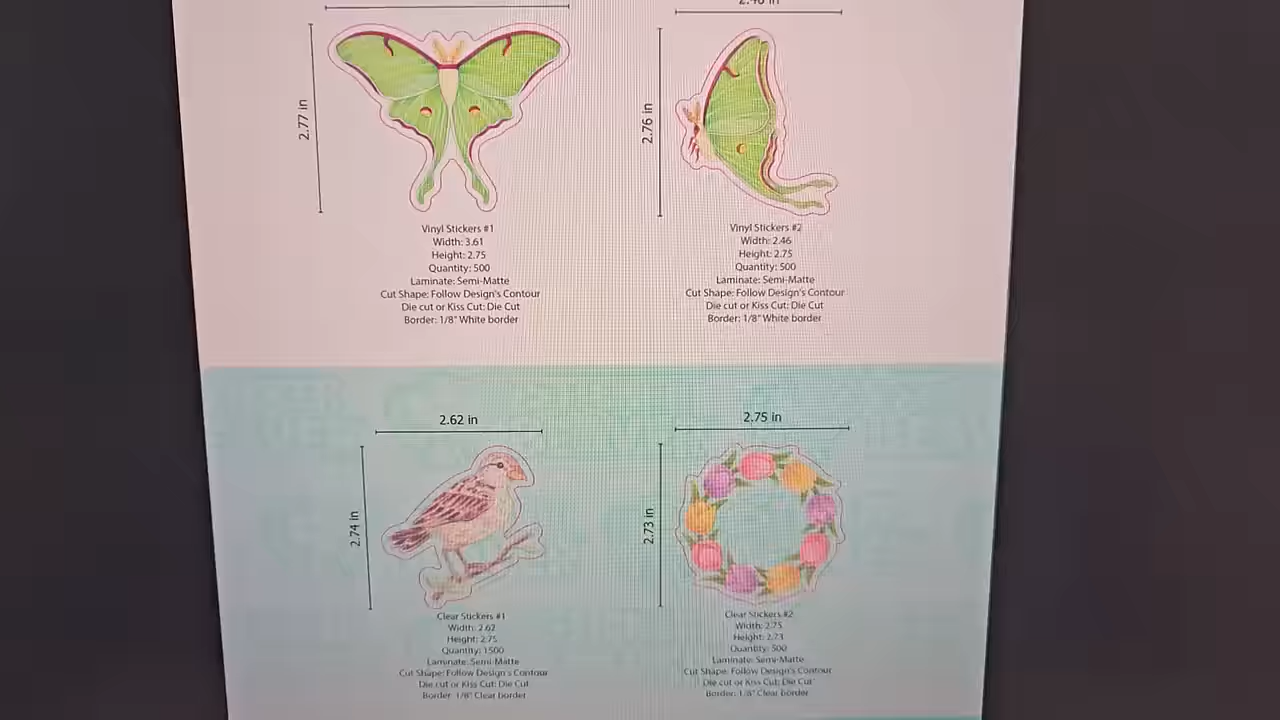 2.77 in
2.76 in
Vinyl Stickers #1
Width: 3.61
Height: 2.75
Quantity: 500
Laminate: Semi-Matte
Cut Shape: Follow Design's Contour
Die cut or Kiss Cut: Die Cut
Border: 1/8" White border
Vinyl Stickers #2
Width: 2.46
Height: 2.75
Quantity: 500
Laminate: Semi-Matte
Cut Shape: Follow Design's Contour
Die cut or Kiss Cut: Die Cut
Border: 1/8" White border
2.62 in
2.75 in
2.74 in
2.73 in
Clear Stickers #1
Width: 2.62
Height: 2.75
Quantity: 1500
Laminate: Semi-Matte
Cut Shape: Follow Design's Contour
Die cut or Kiss Cut: Die Cut
Border: 1/8" Clear border
Clear Stickers #2
Width: 2.75
Height: 2.73
Quantity: 500
Laminate: Semi-Matte
Cut Shape: Follow Design's Contour
Die cut or Kiss Cut: Die Cut
Border: 1/8" Clear border